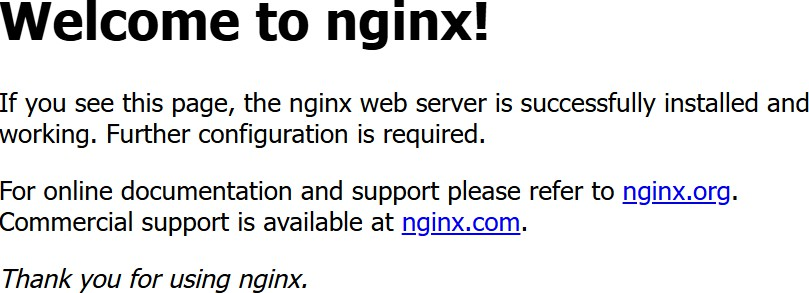 Welcome to nginx!
If you see this page, the nginx web server is successfully installed and
working. Further configuration is required.
For online documentation and support please refer to nginx.org.
Commercial support is available at nginx.com.
Thank you for using nginx.